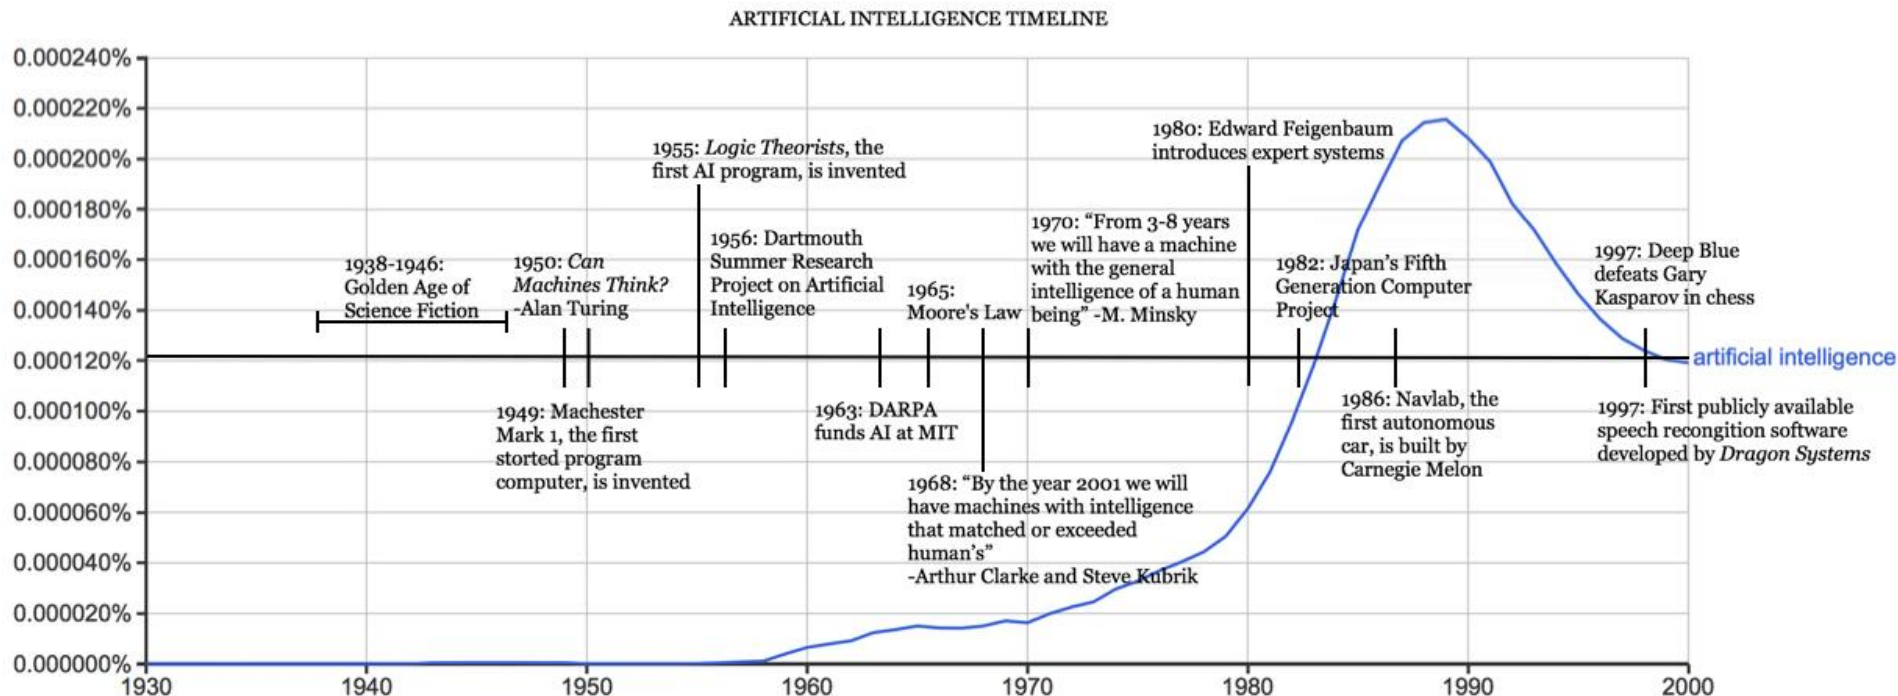 ARTIFICIAL INTELLIGENCE TIMELINE
0.000240%
0.000220%
0.000200%
0.000180%
0.000160%
0.000140%
0.000120%
0.000100%
0.000080%
0.000060%
0.000040%
0.000020%
0.000000%
1938-1946:
Golden Age of
Science Fiction
1949: Machester
Mark 1, the first
storted program
computer, is invented
1950: Can
Machines Think?
-Alan Turing
1955: Logic Theorists, the
first AI program, is invented
1956: Dartmouth
Summer Research
Project on Artificial
Intelligence
1963: DARPA
funds AI at MIT
1965:
Moore's Law
1968: “By the year 2001 we will
have machines with intelligence
that matched or exceeded
human’s”
-Arthur Clarke and Steve Kubrik
1970: “From 3-8 years
we will have a machine
with the general
intelligence of a human
being” -M. Minsky
1980: Edward Feigenbaum
introduces expert systems
1982: Japan’s Fifth
Generation Computer
Project
1986: Navlab, the
first autonomous
car, is built by
Carnegie Melon
1997: Deep Blue
defeats Gary
Kasparov in chess
1997: First publicly available
speech recongition software
developed by Dragon Systems
artificial intelligence
1930 1940 1950 1960 1970 1980 1990 2000